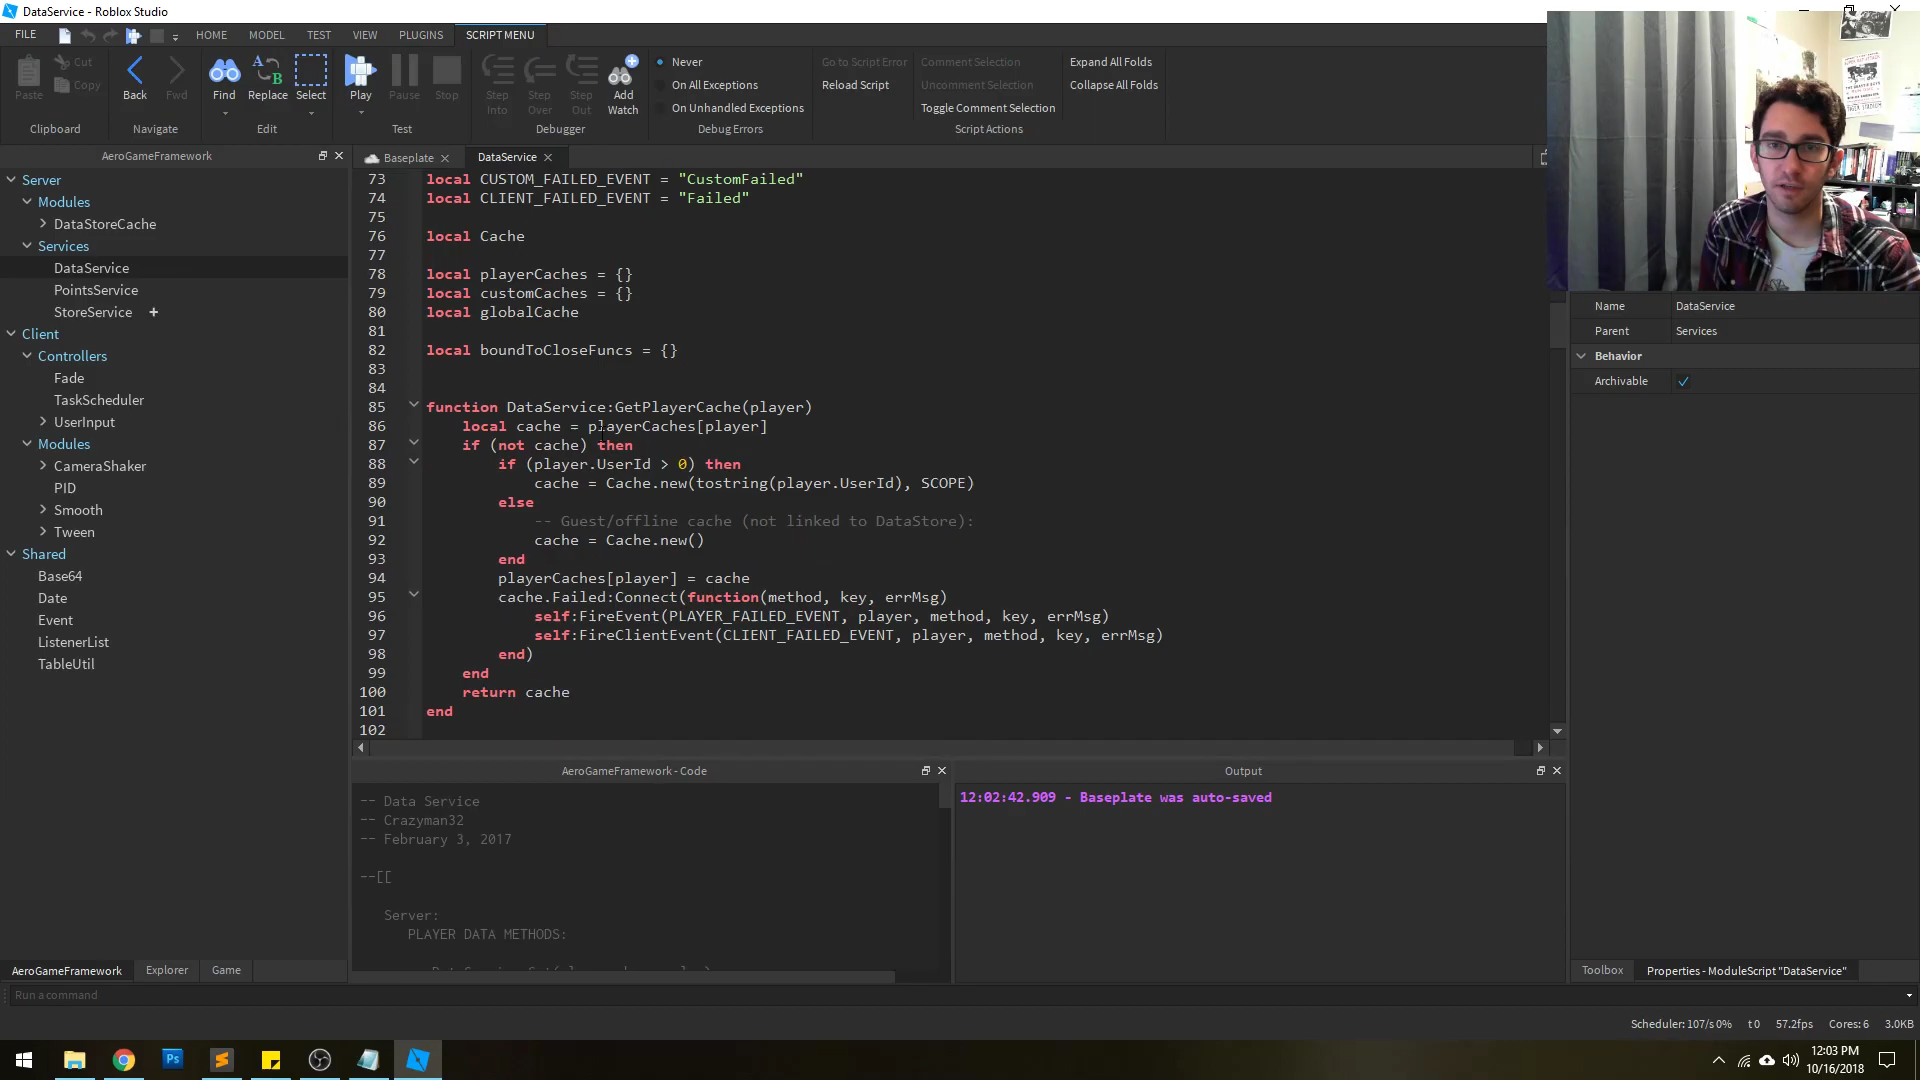 DataService - Roblox Studio
FILE
HOME
MODEL
TEST
VIEW
PLUGINS
SCRIPT MENU
Paste
Cut
Copy
Clipboard
Back
Fwd
Navigate
Find
Replace
Select
Edit
Play
Pause
Stop
Test
Step Into
Step Over
Step Out
Add Watch
Debugger
Never
On All Exceptions
On Unhandled Exceptions
Debug Errors
Go to Script Error
Reload Script
Comment Selection
Uncomment Selection
Toggle Comment Selection
Script Actions
Expand All Folds
Collapse All Folds
AeroGameFramework
Server
Modules
DataStoreCache
Services
DataService
PointsService
StoreService +
Client
Controllers
Fade
TaskScheduler
UserInput
Modules
CameraShaker
PID
Smooth
Tween
Shared
Base64
Date
Event
ListenerList
TableUtil
AeroGameFramework
Explorer
Game
Baseplate
DataService
73 local CUSTOM_FAILED_EVENT = "CustomFailed"
74 local CLIENT_FAILED_EVENT = "Failed"
75
76 local Cache
77
78 local playerCaches = {}
79 local customCaches = {}
80 local globalCache
81
82 local boundToCloseFuncs = {}
83
84
85 function DataService:GetPlayerCache(player)
86 local cache = playerCaches[player]
87 if (not cache) then
88 if (player.UserId > 0) then
89 cache = Cache.new(tostring(player.UserId), SCOPE)
90 else
91 -- Guest/offline cache (not linked to DataStore):
92 cache = Cache.new()
93 end
94 playerCaches[player] = cache
95 cache.Failed:Connect(function(method, key, errMsg)
96 self:FireEvent(PLAYER_FAILED_EVENT, player, method, key, errMsg)
97 self:FireClientEvent(CLIENT_FAILED_EVENT, player, method, key, errMsg)
98 end)
99 end
100 return cache
101 end
102
AeroGameFramework - Code
-- Data Service
-- Crazyman32
-- February 3, 2017
--[[
Server:
PLAYER DATA METHODS:
Output
12:02:42.909 - Baseplate was auto-saved
Name DataService
Parent Services
Behavior
Archivable
Toolbox
Properties - ModuleScript "DataService"
Run a command
Scheduler: 107/s 0% t 0 57.2fps Cores: 6 3.0KB
Ps
12:03 PM
10/16/2018